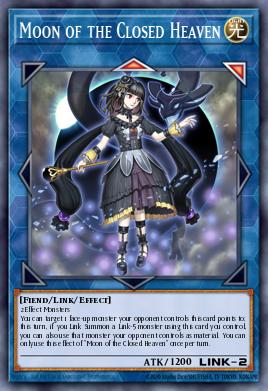 MOON OF THE CLOSED HEAVEN
光
[FIEND/LINK/EFFECT]
2 Effect Monsters
You can target 1 face-up monster your opponent controls this card points to;
this turn, if you Link Summon a Link-5 monster using this card you control,
you can also use that monster your opponent controls as material. You can
only use this effect of "Moon of the Closed Heaven" once per turn.
ATK/1200 LINK-2